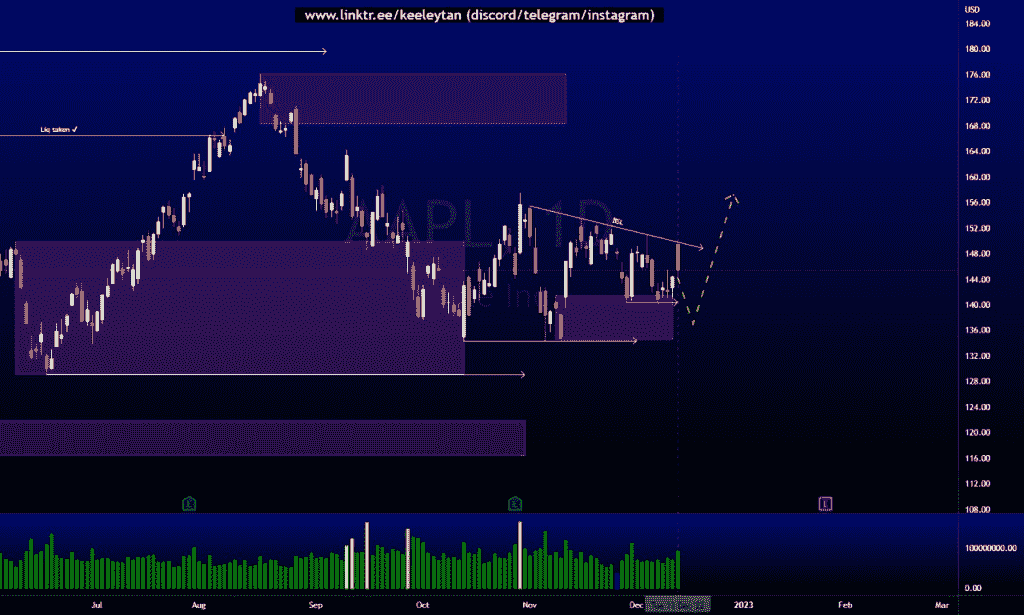 www.linktr.ee/keeleytan (discord/telegram/instagram)
USD
184.00
180.00
176.00
172.00
168.00
164.00
160.00
156.00
152.00
148.00
144.00
140.00
136.00
132.00
128.00
124.00
120.00
116.00
112.00
108.00
Liq taken ✓
AAPL, 1D
100000000.00
0.00
Jul
Aug
Sep
Oct
Nov
Dec
2023
Feb
Mar